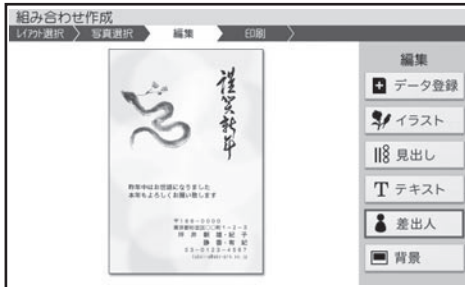 組み合わせ作成
レイアウト選択
写真選択
編集
印刷
謹賀新年
昨年中はお世話になりました
本年もよろしくお願い致します
編集
データ登録
イラスト
見出し
T テキスト
差出人
背景